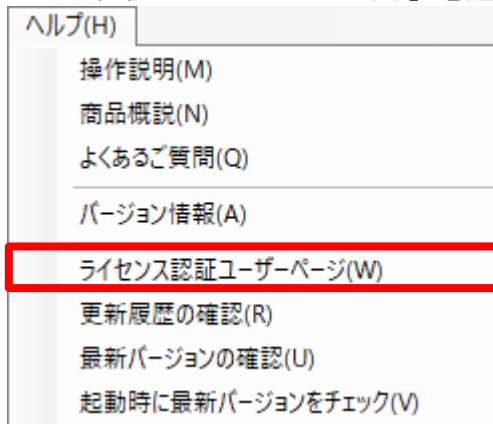 ヘルプ(H)
操作説明(M)
商品概説(N)
よくあるご質問(Q)
バージョン情報(A)
ライセンス認証ユーザーページ(W)
更新履歴の確認(R)
最新バージョンの確認(U)
起動時に最新バージョンをチェック(V)